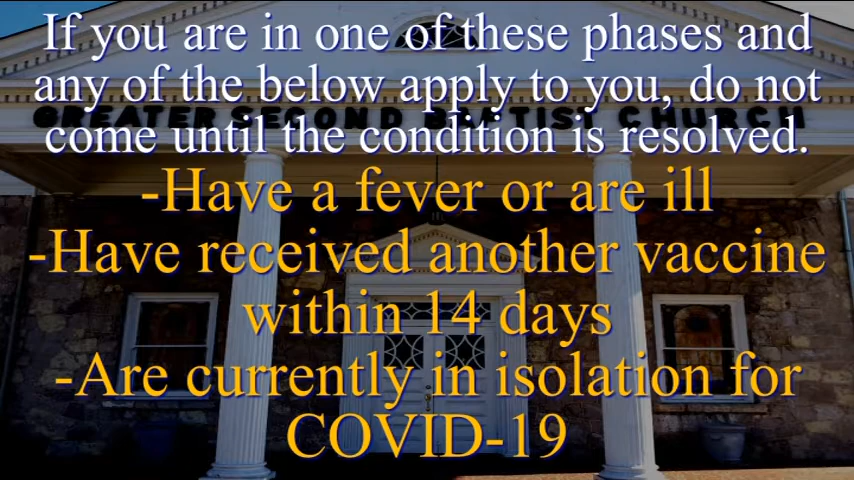 If you are in one of these phases and
any of the below apply to you, do not
GREATER SECOND BAPTIST CHURCH
come until the condition is resolved.
-Have a fever or are ill
-Have received another vaccine
within 14 days
-Are currently in isolation for
COVID-19